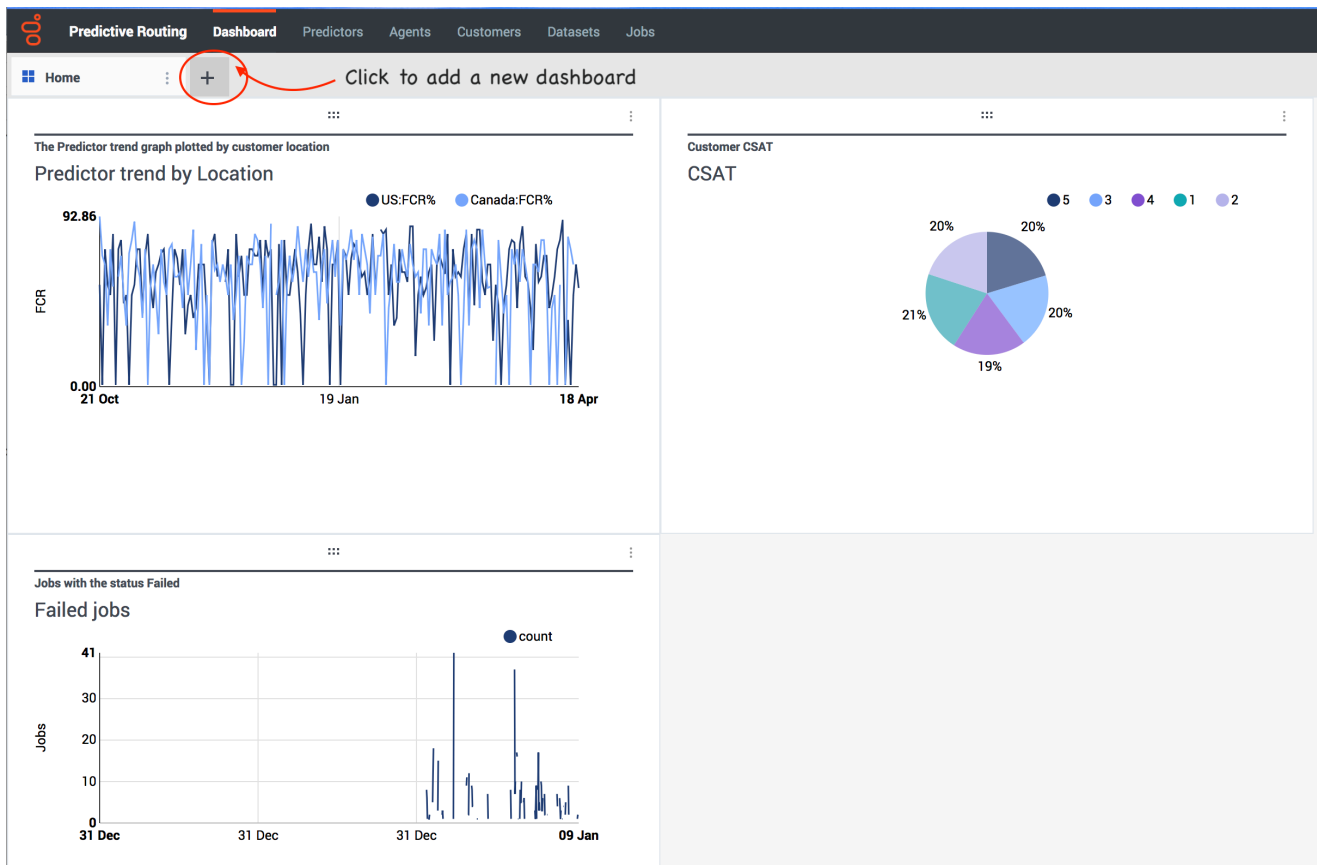 Predictive Routing Dashboard Predictors Agents Customers Datasets Jobs
Home + Click to add a new dashboard
The Predictor trend graph plotted by customer location
Predictor trend by Location
US:FCR% Canada:FCR%
92.86
FCR
0.00
21 Oct 19 Jan 18 Apr
Customer CSAT
CSAT
5 3 4 1 2
20% 20%
21% 20%
19%
Jobs with the status Failed
Failed jobs
count
41
30
20
10
0
Jobs
31 Dec 31 Dec 31 Dec 09 Jan